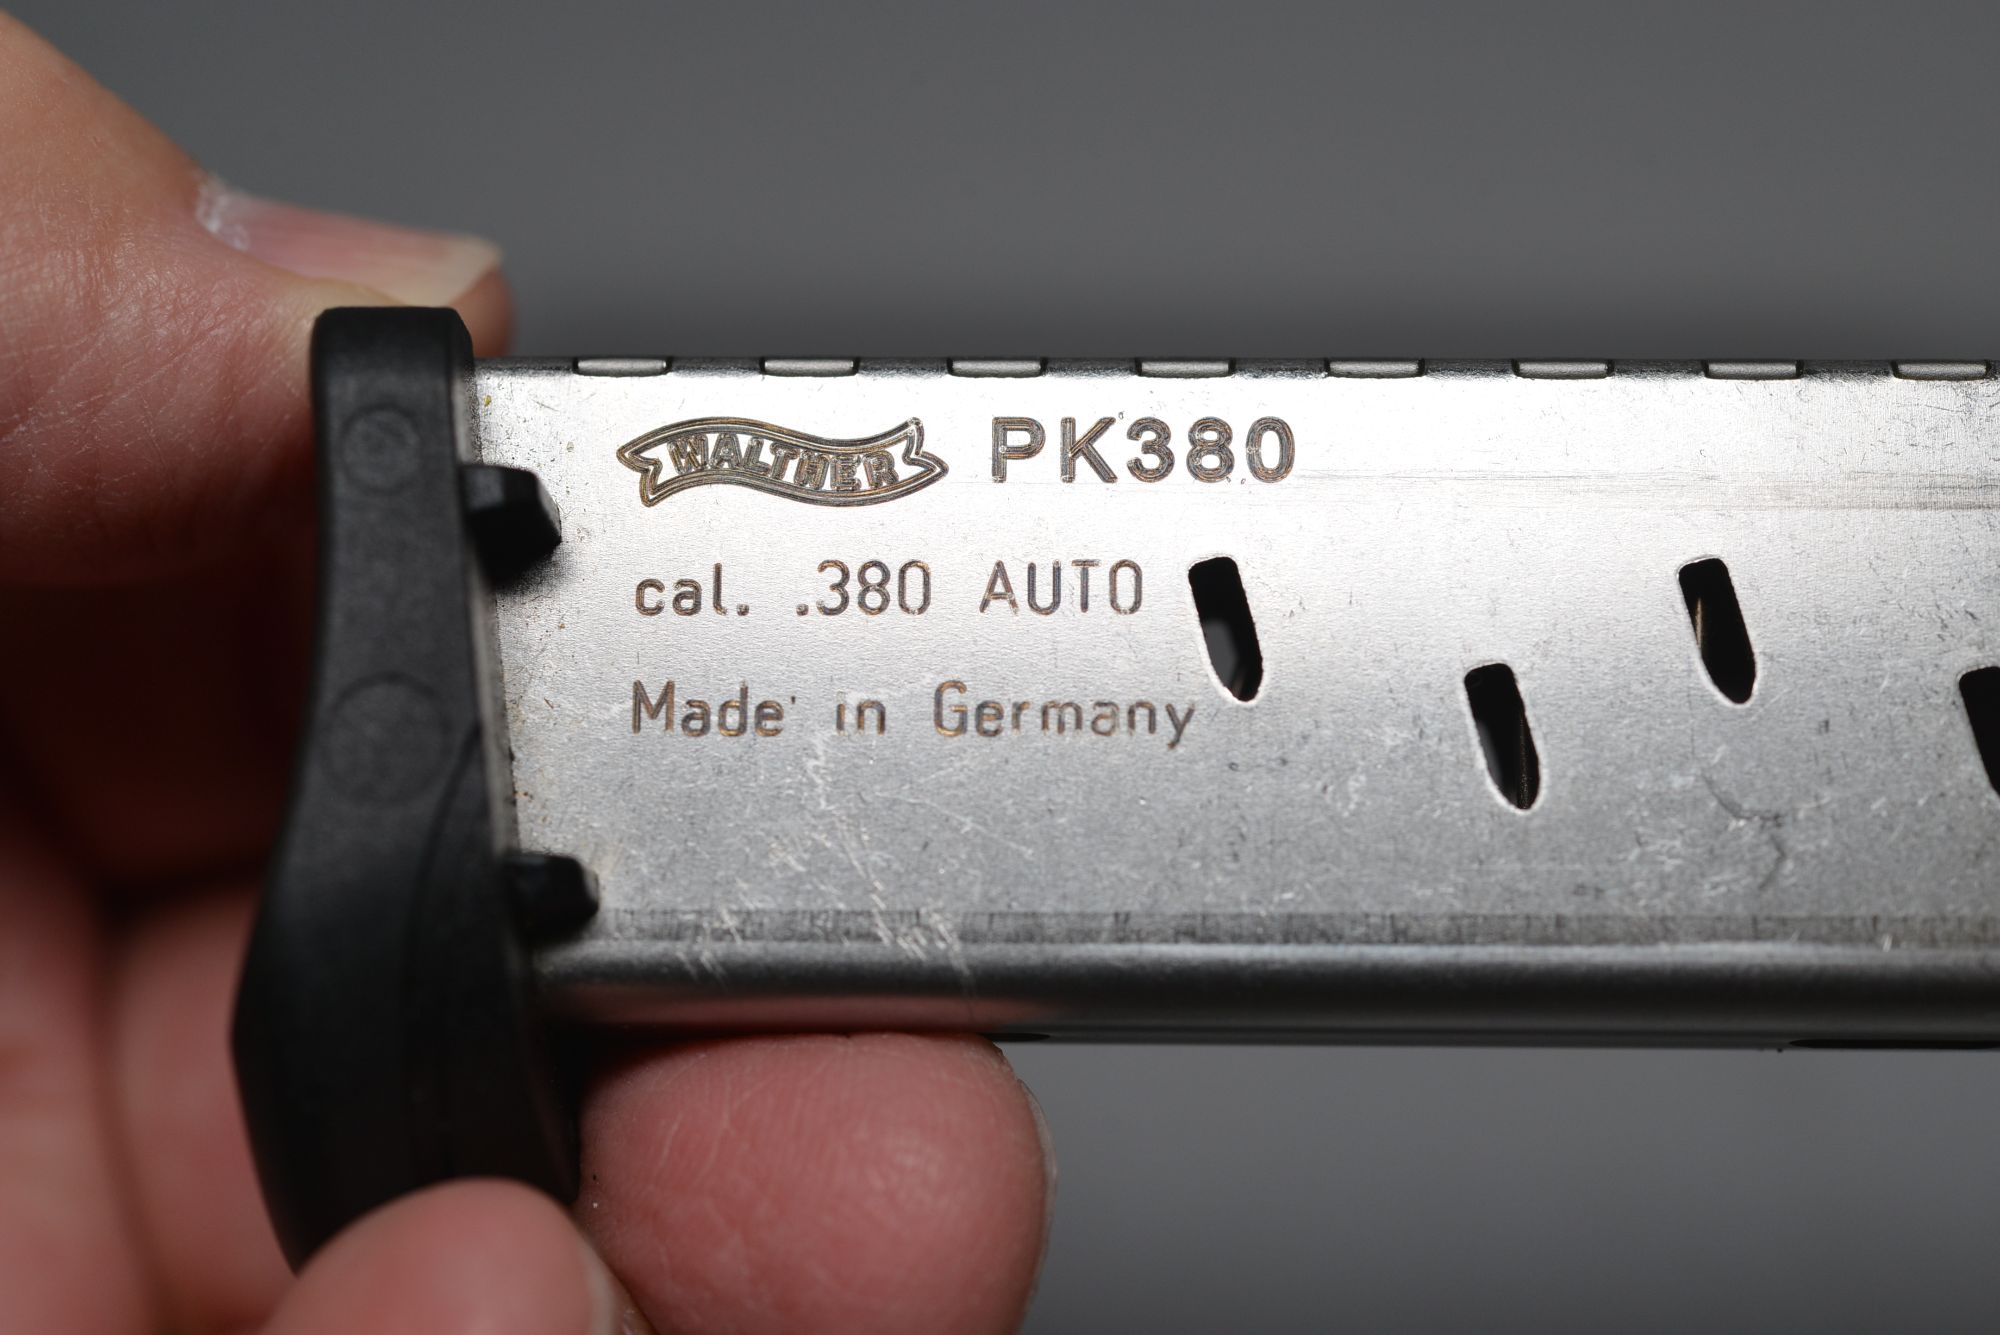 WALTHER PK380
cal. .380 AUTO
Made in Germany